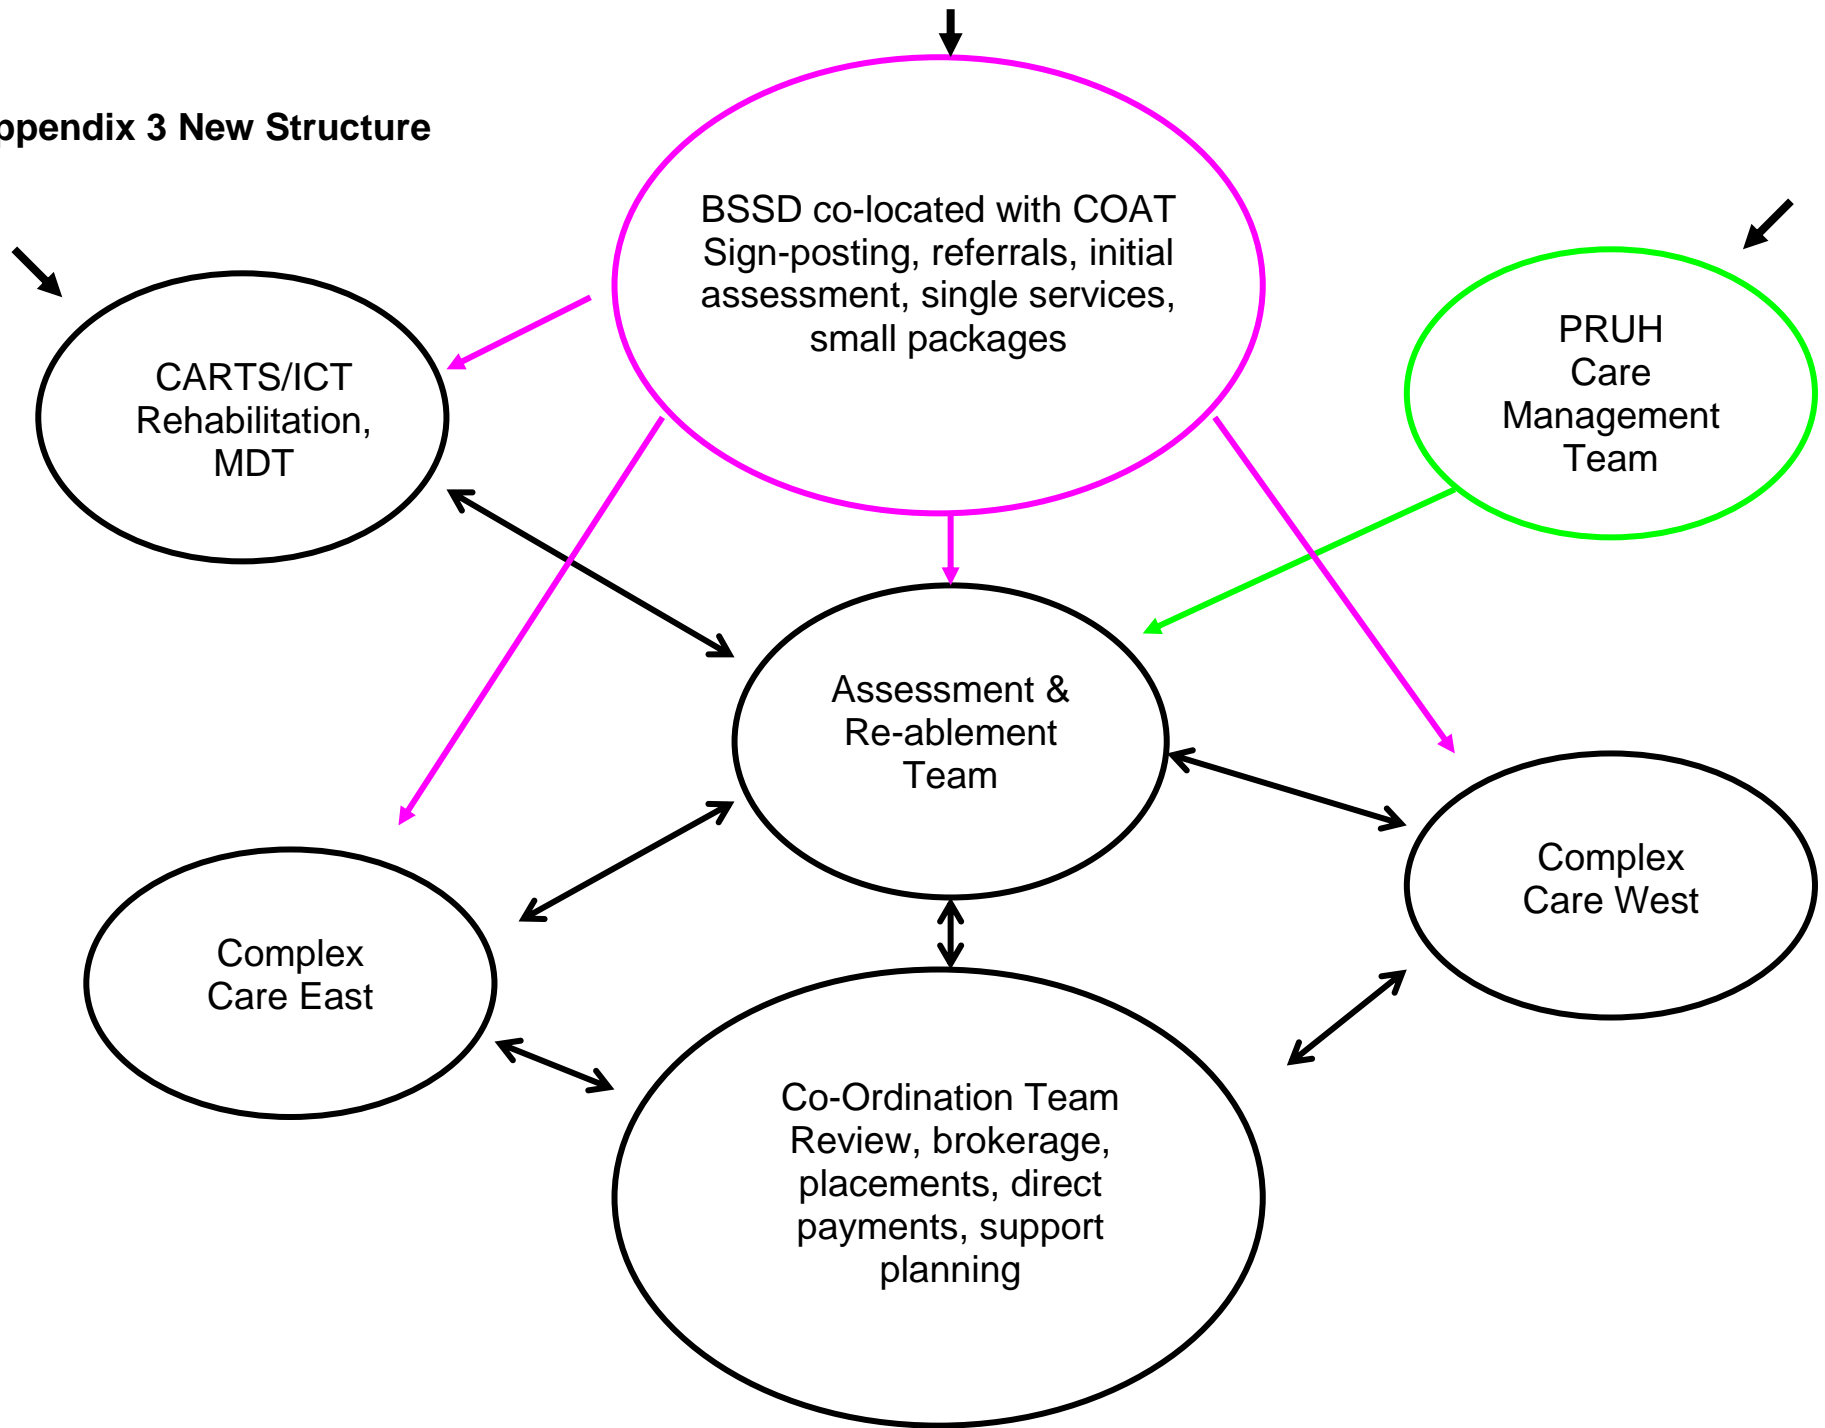 ppendix 3 New Structure
BSSD co-located with COAT
Sign-posting, referrals, initial
assessment, single services,
small packages
PRUH
Care
Management
Team
CARTS/ICT
Rehabilitation,
MDT
Assessment &
Re-ablement
Team
Complex
Care West
Complex
Care East
Co-Ordination Team
Review, brokerage,
placements, direct
payments, support
planning